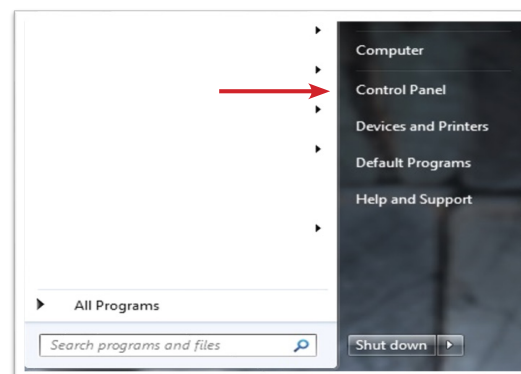 Computer
Control Panel
Devices and Printers
Default Programs
Help and Support
All Programs
Search programs and files
Shut down